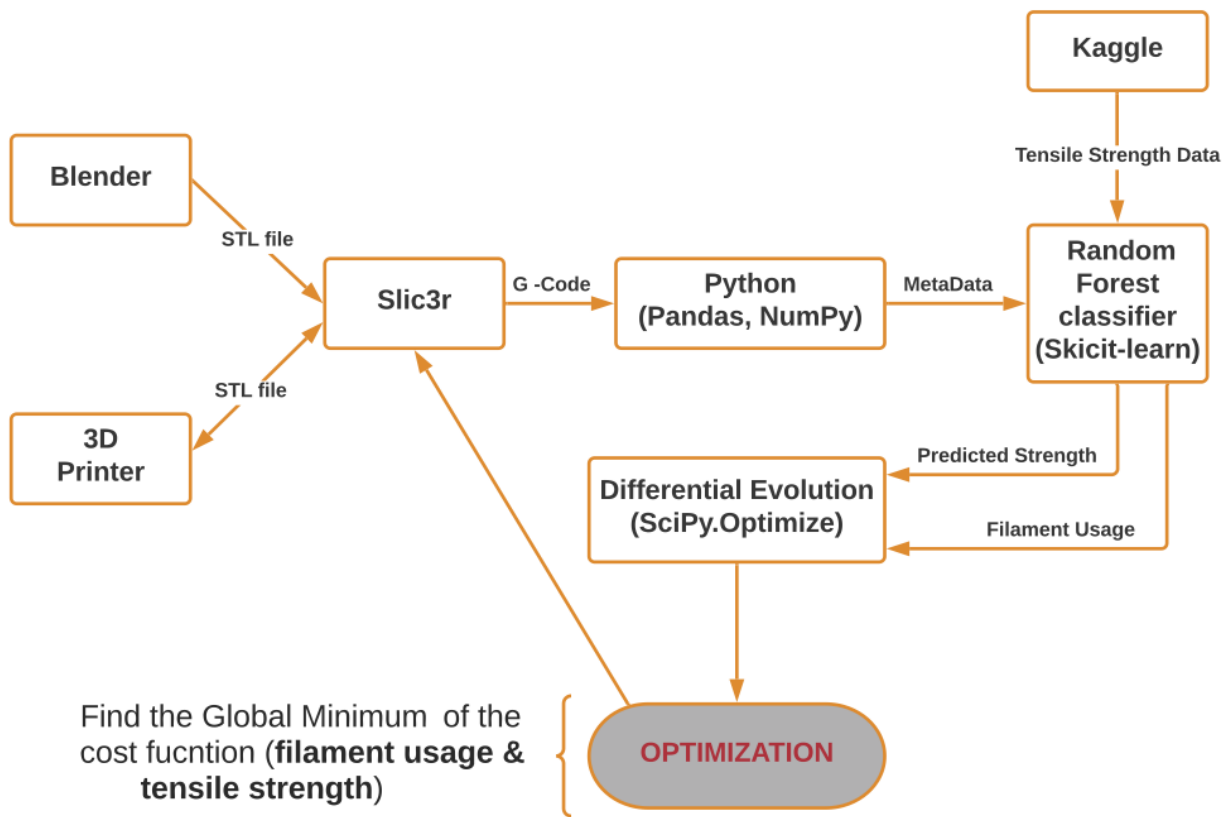 Kaggle
Tensile Strength Data
Blender
STL file
Slic3r
G -Code
Python
(Pandas, NumPy)
MetaData
Random
Forest
classifier
(Skicit-learn)
STL file
3D
Printer
Predicted Strength
Differential Evolution
(SciPy.Optimize)
Filament Usage
Find the Global Minimum of the
cost fucntion (filament usage &
tensile strength)
OPTIMIZATION